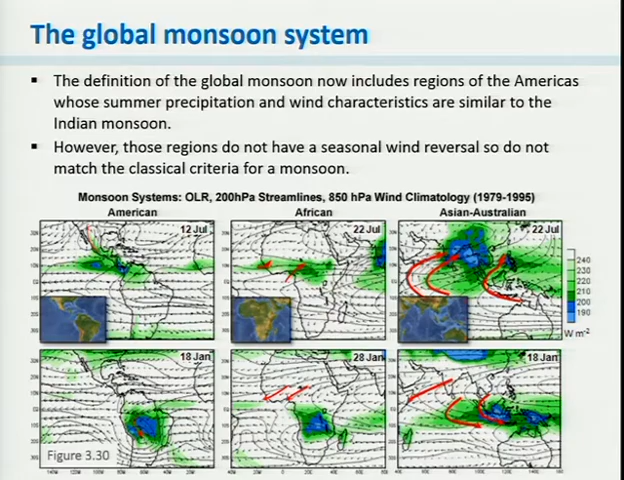 The global monsoon system
▪ The definition of the global monsoon now includes regions of the Americas
whose summer precipitation and wind characteristics are similar to the
Indian monsoon.
▪ However, those regions do not have a seasonal wind reversal so do not
match the classical criteria for a monsoon.
Monsoon Systems: OLR, 200hPa Streamlines, 850 hPa Wind Climatology (1979-1995)
American African Asian-Australian
12 Jul 22 Jul 22 Jul
240
230
220
210
200
190
W m⁻²
18 Jan 28 Jan 18 Jan
Figure 3.30